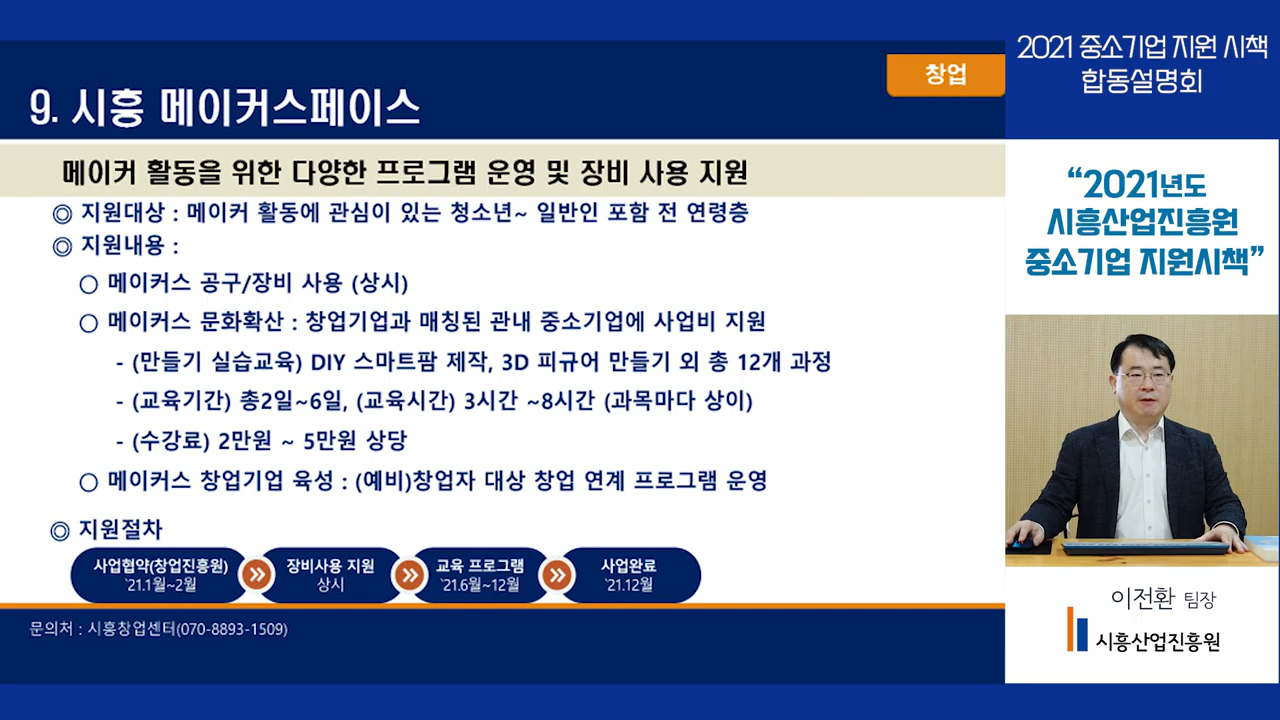 창업
9. 시흥 메이커스페이스
메이커 활동을 위한 다양한 프로그램 운영 및 장비 사용 지원
◎ 지원대상 : 메이커 활동에 관심이 있는 청소년~ 일반인 포함 전 연령층
◎ 지원내용 :
○ 메이커스 공구/장비 사용 (상시)
○ 메이커스 문화확산 : 창업기업과 매칭된 관내 중소기업에 사업비 지원
- (만들기 실습교육) DIY 스마트팜 제작, 3D 피규어 만들기 외 총 12개 과정
- (교육기간) 총2일~6일, (교육시간) 3시간 ~8시간 (과목마다 상이)
- (수강료) 2만원 ~ 5만원 상당
○ 메이커스 창업기업 육성 : (예비)창업자 대상 창업 연계 프로그램 운영
◎ 지원절차
사업협약(창업진흥원)
`21.1월~2월
장비사용 지원
상시
교육 프로그램
`21.6월~12월
사업완료
`21.12월
문의처 : 시흥창업센터(070-8893-1509)
2021 중소기업 지원 시책
합동설명회
“2021년도
시흥산업진흥원
중소기업 지원시책”
이전환 팀장
시흥산업진흥원